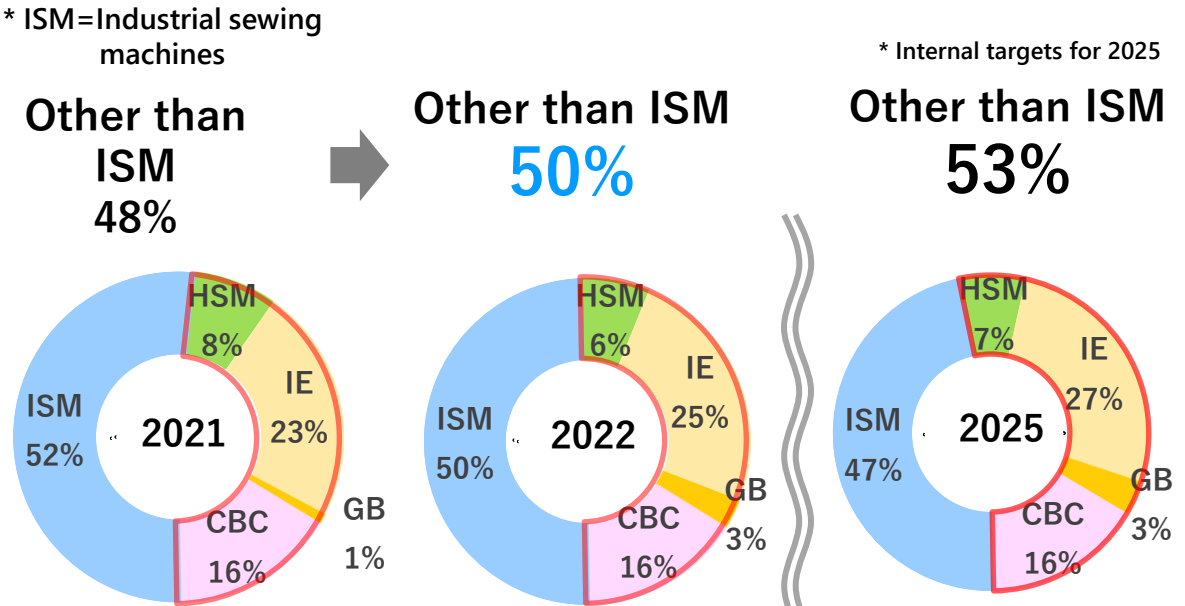 * ISM=Industrial sewing
machines
* Internal targets for 2025
Other than
ISM
48%
Other than ISM
50%
Other than ISM
53%
HSM
8%
IE
23%
GB
1%
CBC
16%
ISM
52%
2021
HSM
6%
IE
25%
GB
3%
CBC
16%
ISM
50%
2022
HSM
7%
IE
27%
GB
3%
CBC
16%
ISM
47%
2025